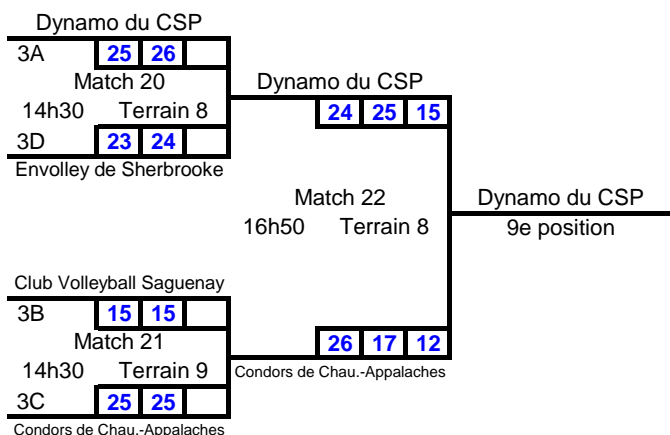 Dynamo du CSP
3A 25 26
Match 20
14h30 Terrain 8
3D 23 24
Envolley de Sherbrooke
Dynamo du CSP
24 25 15
Match 22
16h50 Terrain 8
Dynamo du CSP
9e position
Club Volleyball Saguenay
3B 15 15
Match 21
14h30 Terrain 9
3C 25 25
Condors de Chau.-Appalaches
26 17 12
Condors de Chau.-Appalaches